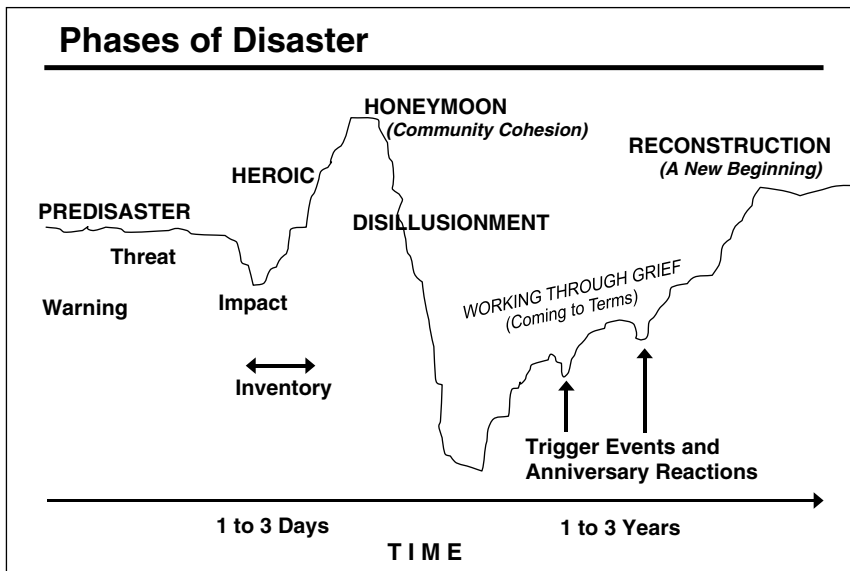 Phases of Disaster
HONEYMOON
(Community Cohesion)
RECONSTRUCTION
(A New Beginning)
HEROIC
PREDISASTER
DISILLUSIONMENT
Threat
WORKING THROUGH GRIEF
(Coming to Terms)
Warning
Impact
Inventory
Trigger Events and
Anniversary Reactions
1 to 3 Days
1 to 3 Years
TIME